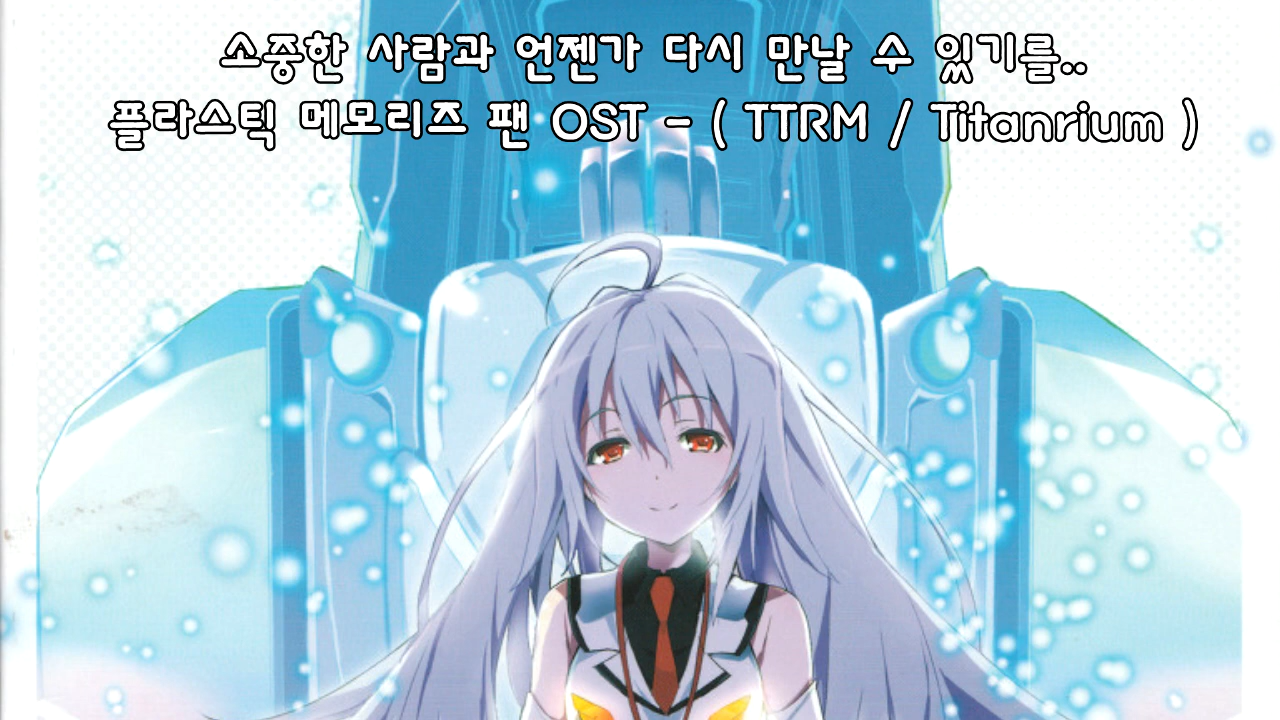 소중한 사람과 언젠가 다시 만날 수 있기를..
플라스틱 메모리즈 팬 OST - ( TTRM / Titanrium )